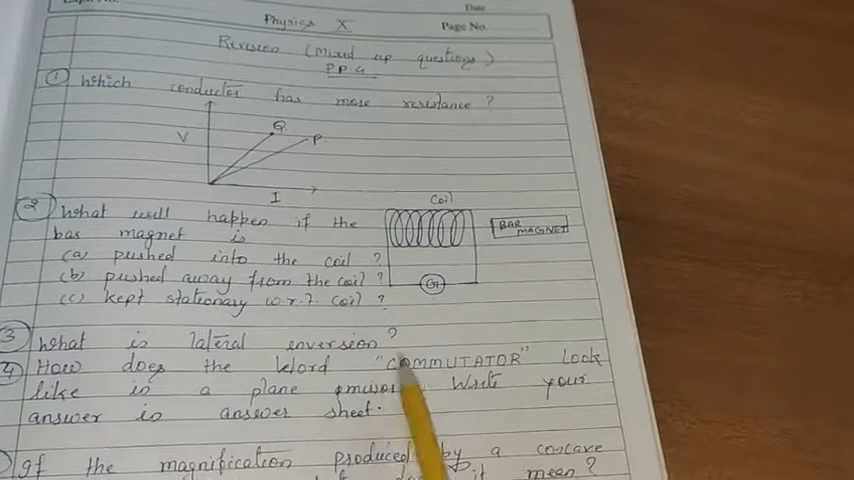 Date
Physics X
Page No.
Revision (Mixed up questions)
PP4
1 Which conductor has more resistance ?
V
Q
P
I
2 What will happen if the
bar magnet is
(a) pushed into the coil ?
(b) pushed away from the coil ?
(c) kept stationary w.r.t. coil ?
Coil
BAR MAGNET
G
3 What is lateral inversion ?
4 How does the word "COMMUTATOR" look
like in a plane mirror. Write your
answer in answer sheet.
If the magnification produced by a concave
it mean ?